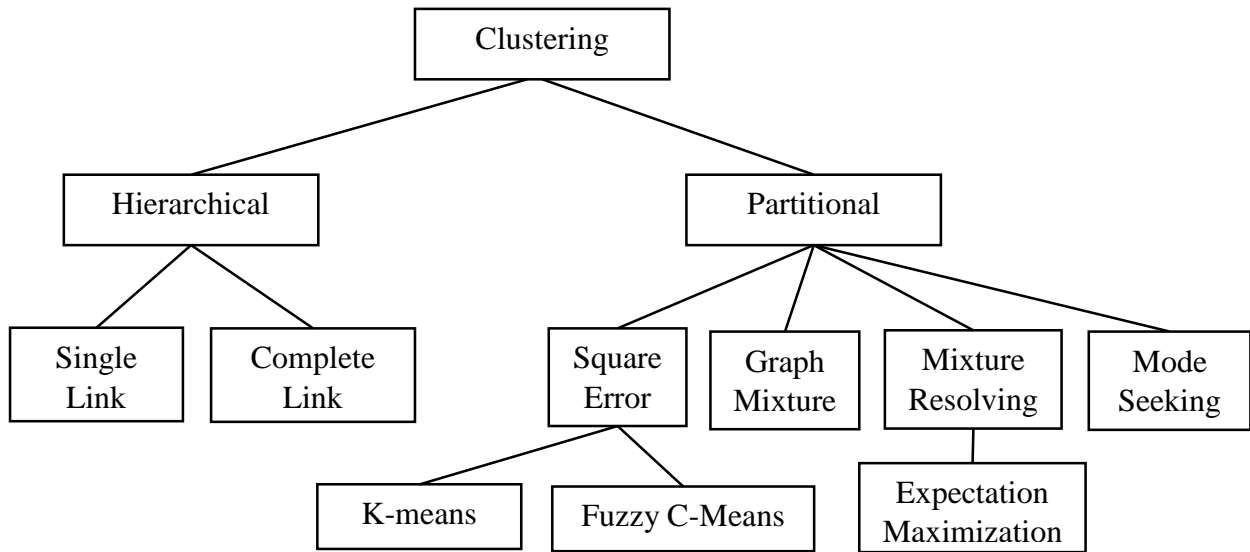 Clustering
Hierarchical
Partitional
Single
Link
Complete
Link
Square
Error
Graph
Mixture
Mixture
Resolving
Mode
Seeking
K-means
Fuzzy C-Means
Expectation
Maximization